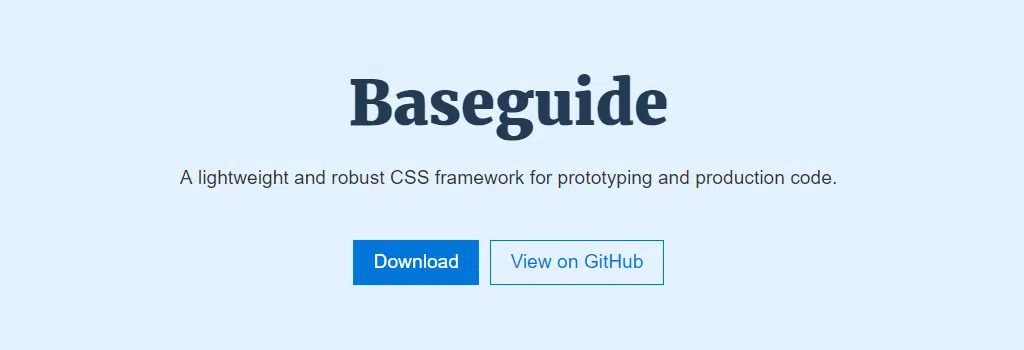 Baseguide
A lightweight and robust CSS framework for prototyping and production code.
Download
View on GitHub